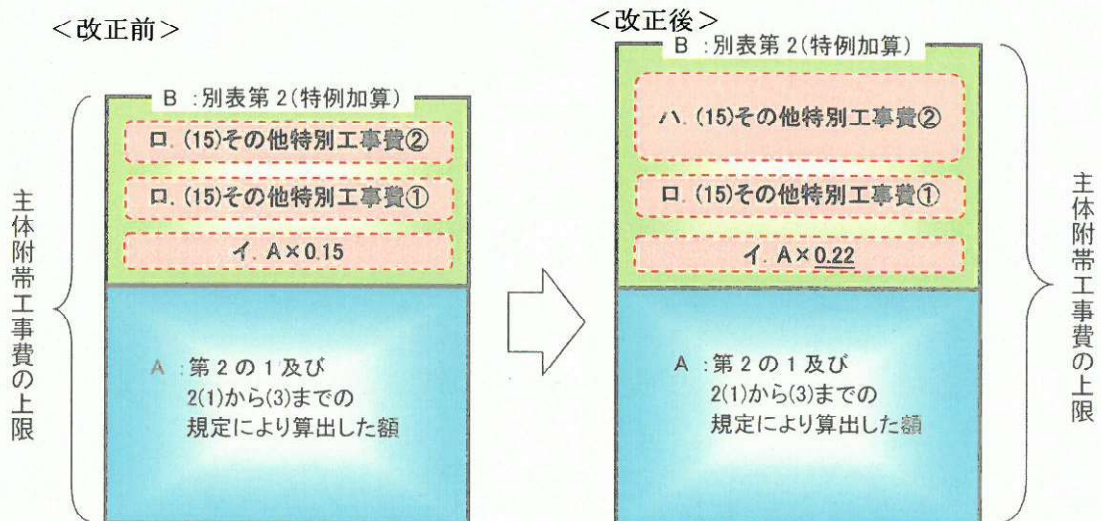 <改正前>
B :別表第2(特例加算)
ロ. (15)その他特別工事費②
ロ. (15)その他特別工事費①
イ. A×0.15
A :第2の1及び
2(1)から(3)までの
規定により算出した額
主体附帯工事費の上限
<改正後>
B :別表第2(特例加算)
ハ. (15)その他特別工事費②
ロ. (15)その他特別工事費①
イ. A×0.22
A :第2の1及び
2(1)から(3)までの
規定により算出した額
主体附帯工事費の上限